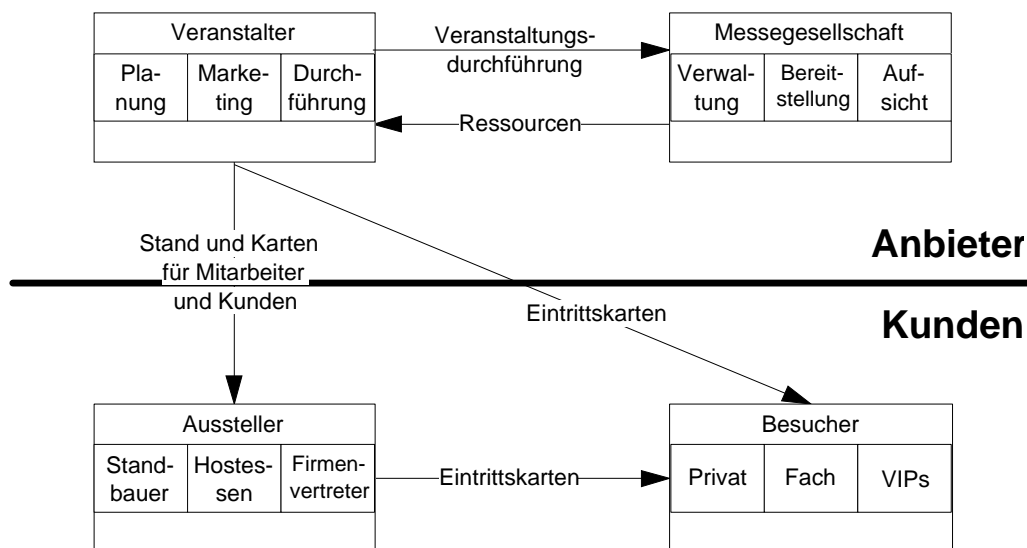 Veranstalter
Pla-
nung
Marke-
ting
Durch-
führung
Veranstaltungs-
durchführung
Ressourcen
Messegesellschaft
Verwal-
tung
Bereit-
stellung
Auf-
sicht
Stand und Karten
für Mitarbeiter
und Kunden
Anbieter
Eintrittskarten
Kunden
Aussteller
Stand-
bauer
Hostes-
sen
Firmen-
vertreter
Eintrittskarten
Besucher
Privat
Fach
VIPs